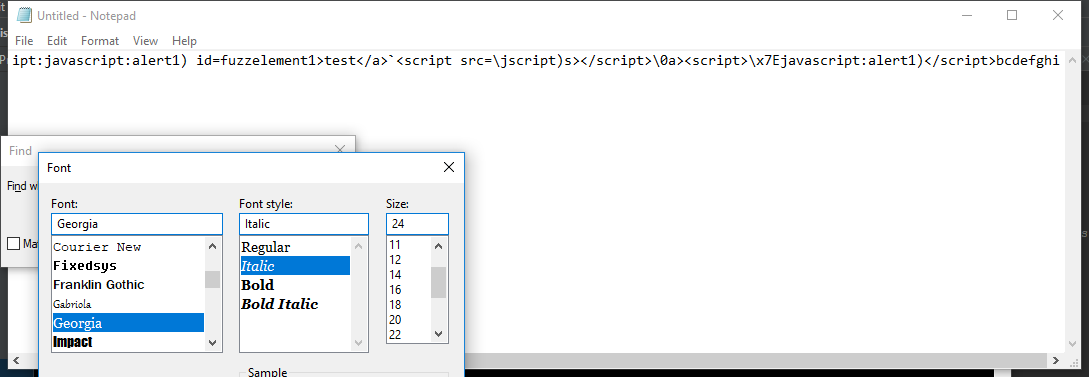 Untitled - Notepad
File Edit Format View Help
ipt:javascript:alert1) id=fuzzelement1>test</a>`<script src=\jscript)s></script>\0a><script>\x7Ejavascript:alert1)</script>bcdefghi
Find
Find w
Ma
Font
Font:
Georgia
Courier New
Fixedsys
Franklin Gothic
Gabriola
Georgia
Impact
Font style:
Italic
Regular
Italic
Bold
Bold Italic
Size:
24
11
12
14
16
18
20
22
Sample